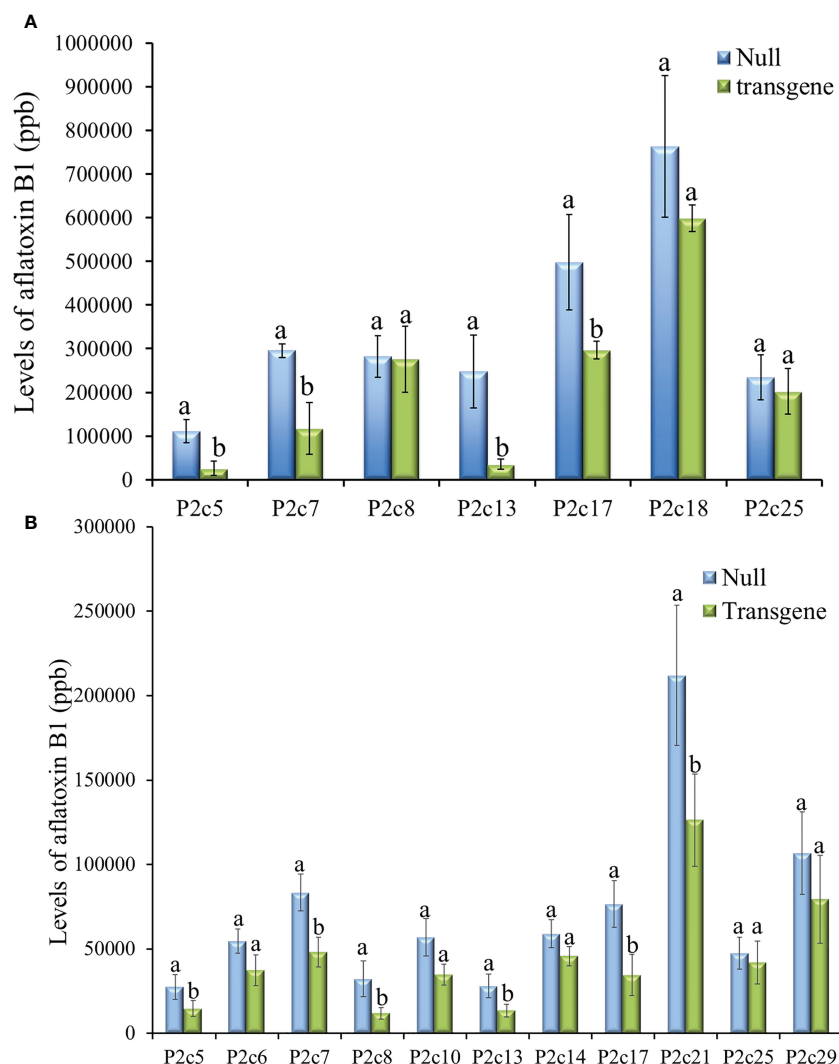 A
Levels of aflatoxin B1 (ppb)
1000000
900000
800000
700000
600000
500000
400000
300000
200000
100000
0
Null
transgene
a b a b a a a b a b a a a a
P2c5 P2c7 P2c8 P2c13 P2c17 P2c18 P2c25
B
Levels of aflatoxin B1 (ppb)
300000
250000
200000
150000
100000
50000
0
Null
Transgene
a b a a a b a b a a a b a a a b a b a a a a
P2c5 P2c6 P2c7 P2c8 P2c10 P2c13 P2c14 P2c17 P2c21 P2c25 P2c29